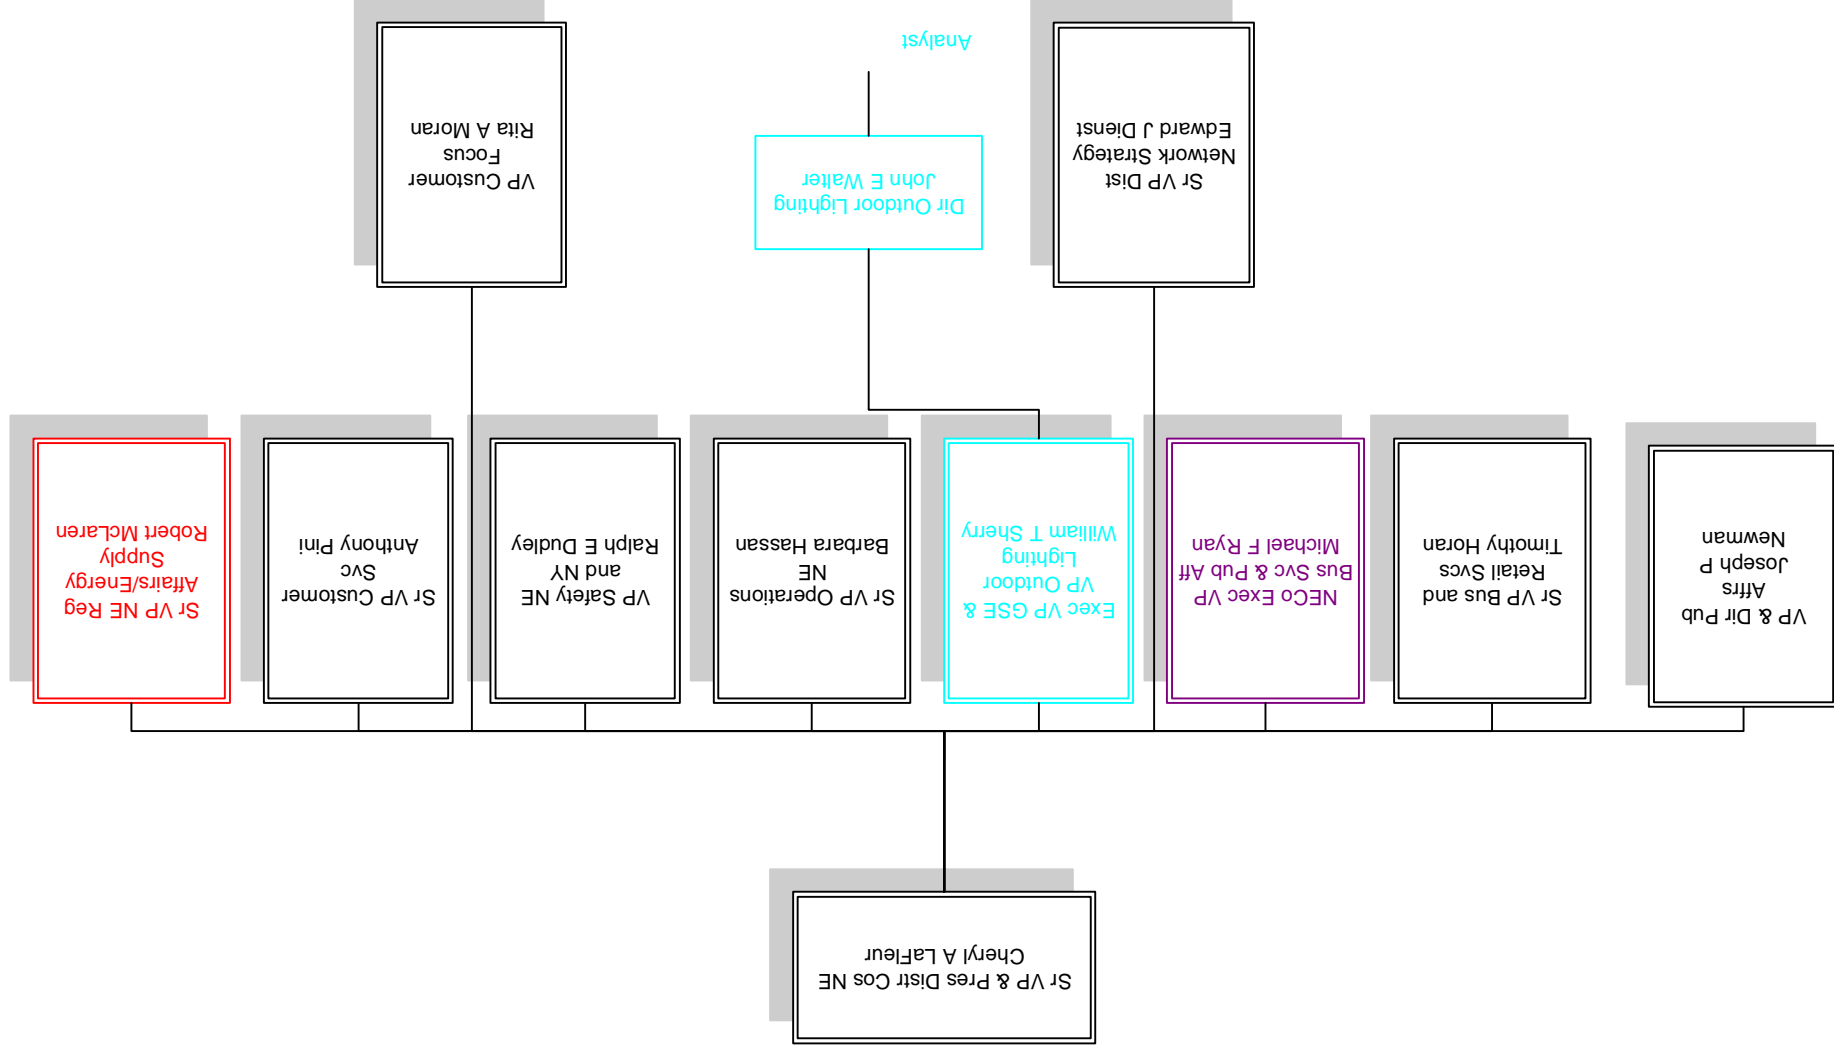 Sr VP & Pres Distr Cos NE
Cheryl A LaFleur
VP & Dir Pub
Affrs
Joseph P
Newman
Sr VP Bus and
Retail Svcs
Timothy Horan
NECo Exec VP
Bus Svc & Pub Aff
Michael F Ryan
Exec VP GSE &
VP Outdoor
Lighting
William T Sherry
Sr VP Operations
NE
Barbara Hassan
VP Safety NE
and NY
Ralph E Dudley
Sr VP Customer
Svc
Anthony Pini
Sr VP NE Reg
Affairs/Energy
Supply
Robert McLaren
Sr VP Dist
Network Strategy
Edward J Dienst
Dir Outdoor Lighting
John E Walter
VP Customer
Focus
Rita A Moran
Analyst